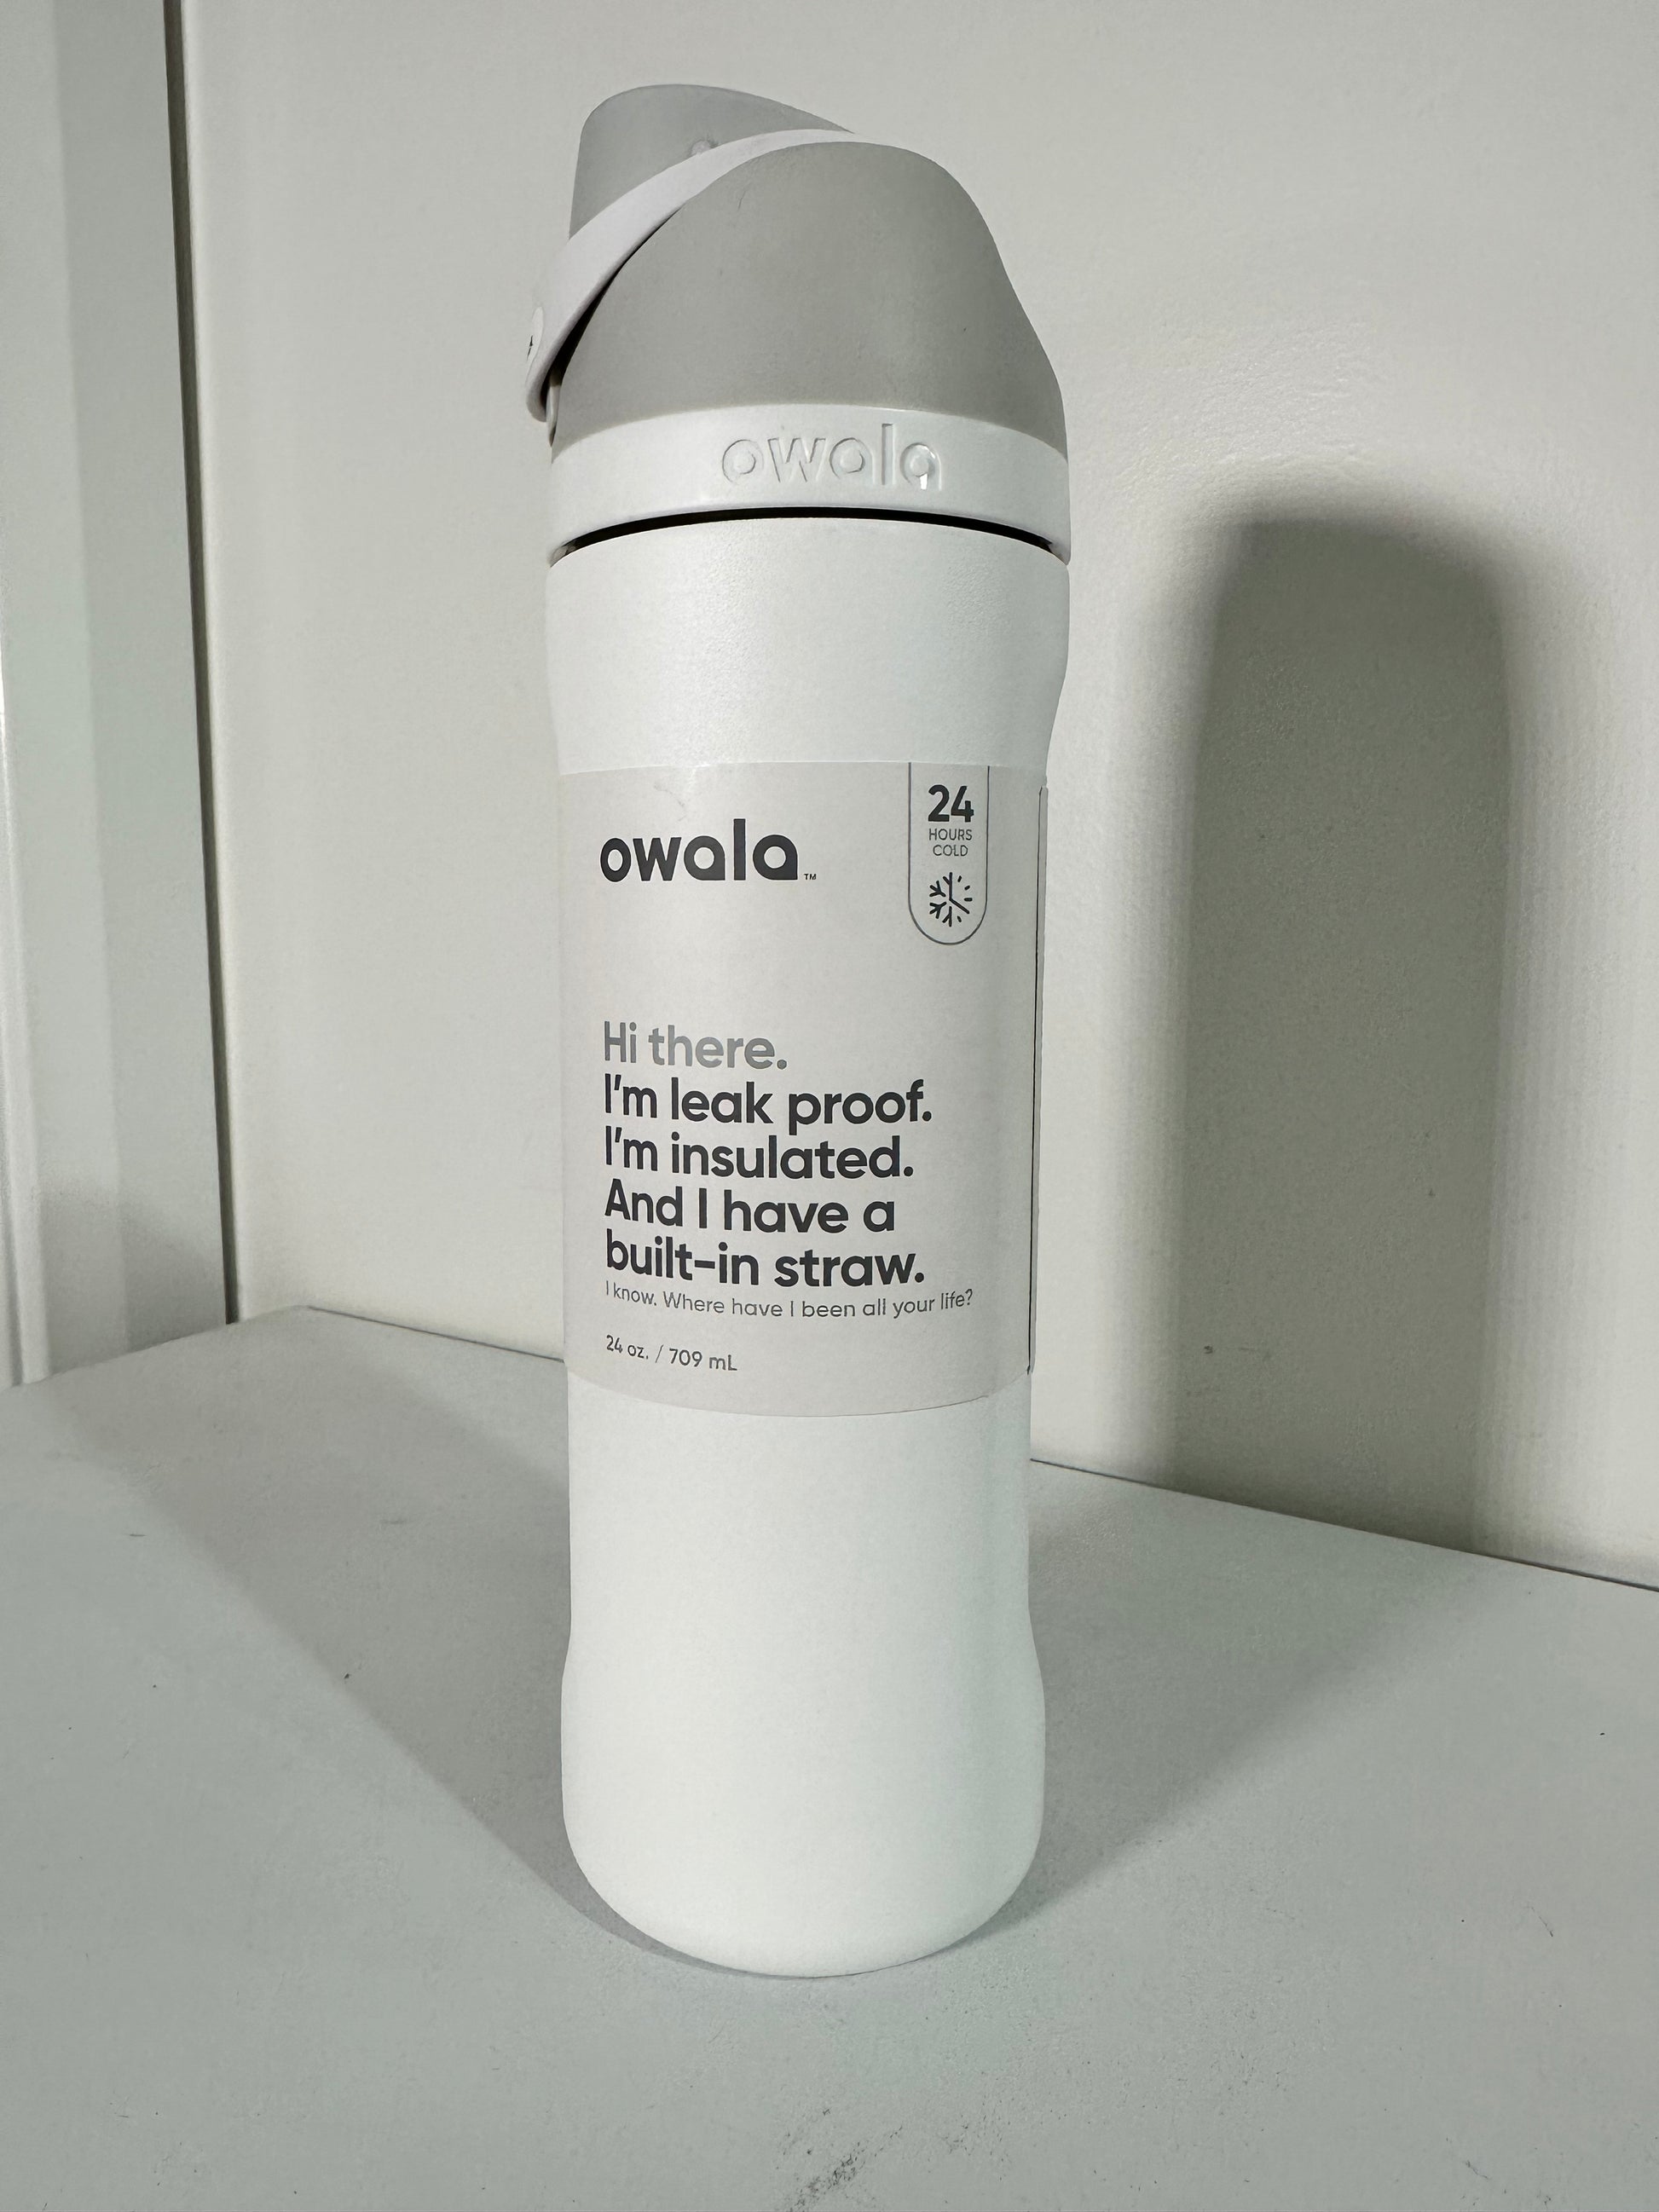 owala
owala™
24
HOURS
COLD
Hi there.
I'm leak proof.
I'm insulated.
And I have a
built-in straw.
I know. Where have I been all your life?
24 oz. / 709 mL